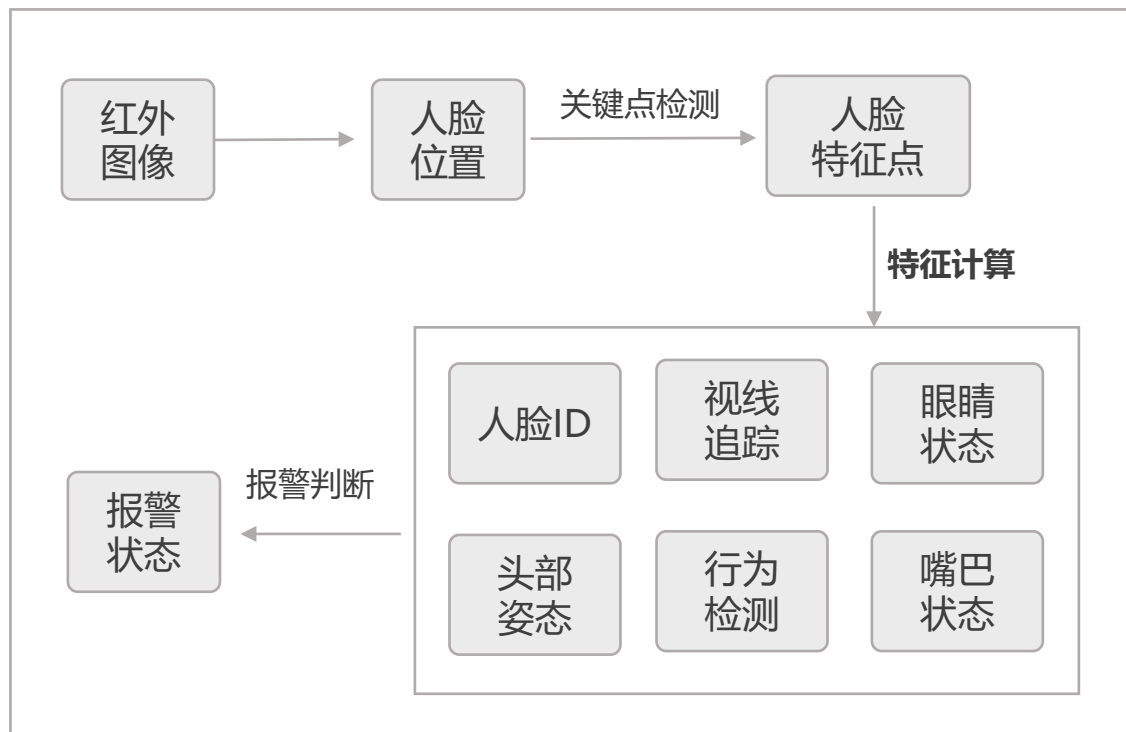 红外
图像
人脸
位置
关键点检测
人脸
特征点
特征计算
人脸ID
视线
追踪
眼睛
状态
报警判断
报警
状态
头部
姿态
行为
检测
嘴巴
状态